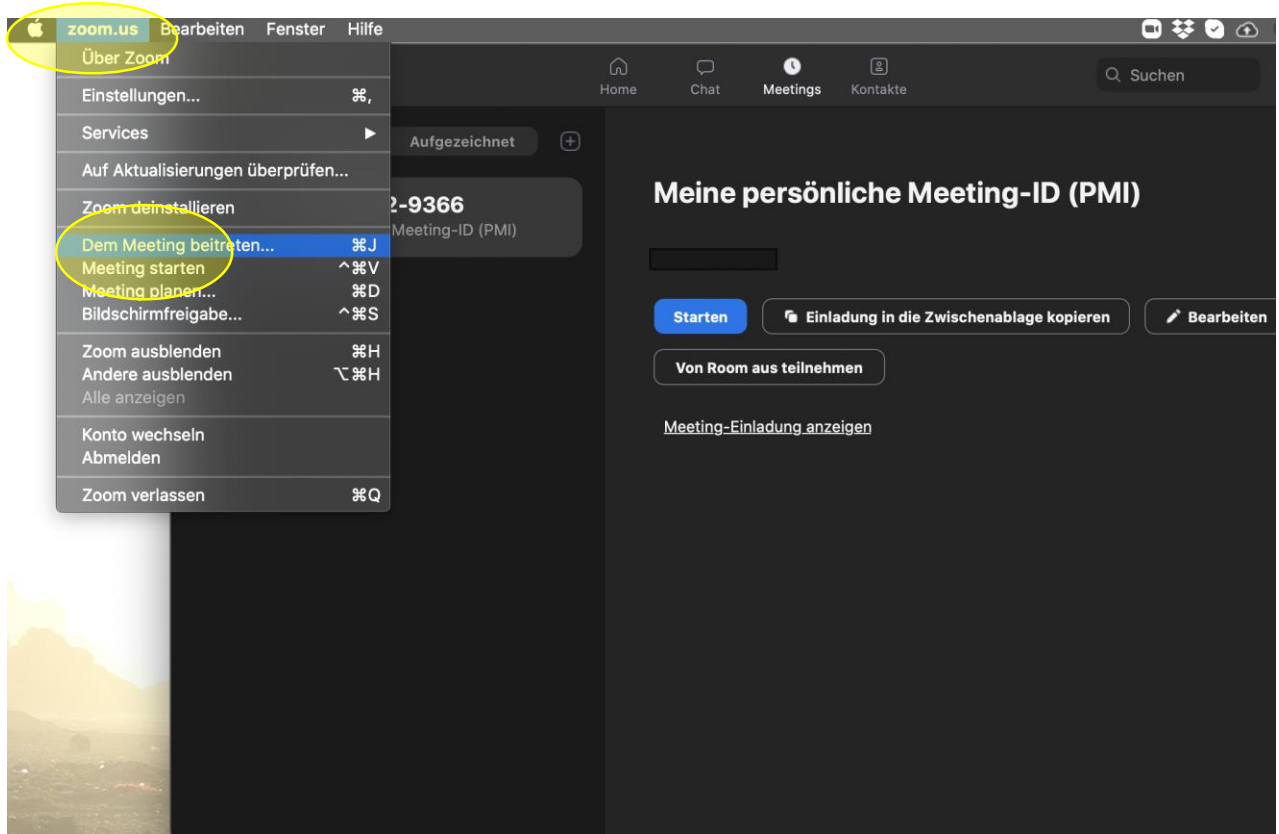 zoom.us Bearbeiten Fenster Hilfe
Über Zoom
Einstellungen... ⌘,
Services ▶
Auf Aktualisierungen überprüfen...
Zoom deinstallieren
Dem Meeting beitreten... ⌘J
Meeting starten ^⌘V
Meeting planen... ⌘D
Bildschirmfreigabe... ^⌘S
Zoom ausblenden ⌘H
Andere ausblenden ⌥⌘H
Alle anzeigen
Konto wechseln
Abmelden
Zoom verlassen ⌘Q
Home Chat Meetings Kontakte
Suchen
Aufgezeichnet
2-9366
Meeting-ID (PMI)
Meine persönliche Meeting-ID (PMI)
Starten Einladung in die Zwischenablage kopieren Bearbeiten
Von Room aus teilnehmen
Meeting-Einladung anzeigen